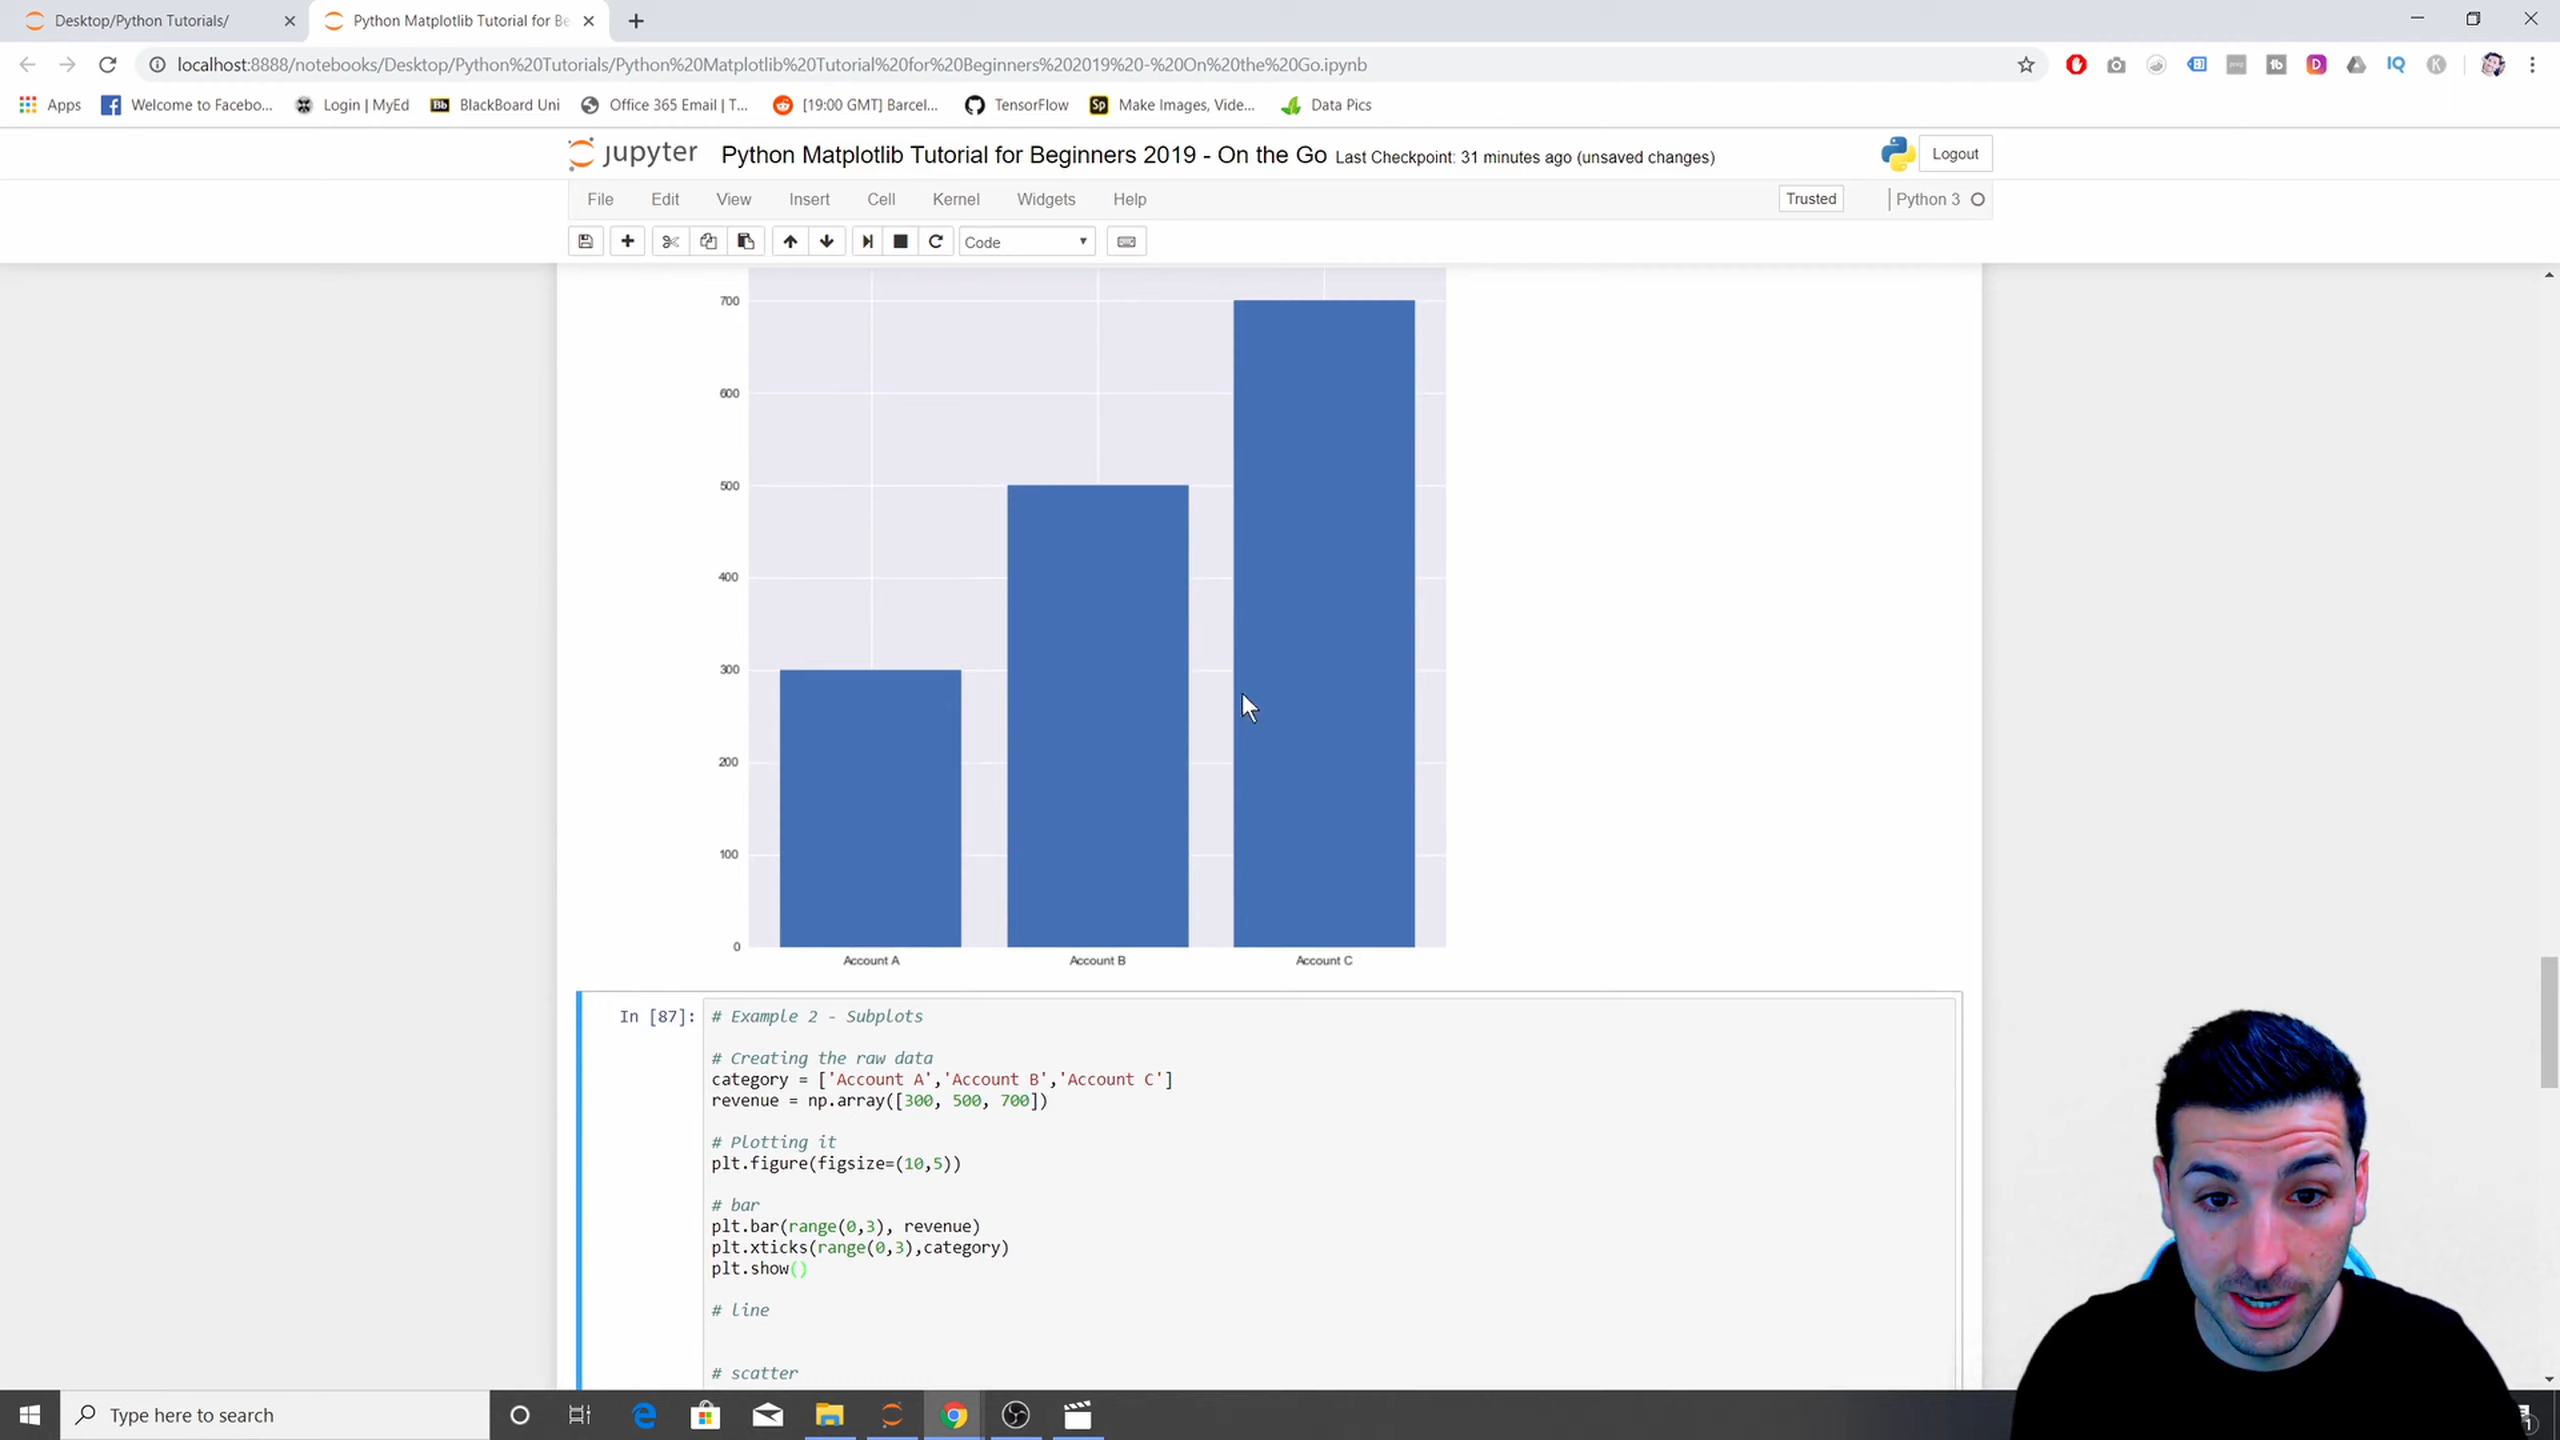 Desktop/Python Tutorials/
Python Matplotlib Tutorial for Be
localhost:8888/notebooks/Desktop/Python%20Tutorials/Python%20Matplotlib%20Tutorial%20for%20Beginners%202019%20-%20On%20the%20Go.ipynb
Apps
Welcome to Facebo...
Login | MyEd
Bb BlackBoard Uni
Office 365 Email | T...
[19:00 GMT] Barcel...
TensorFlow
Sp Make Images, Vide...
Data Pics
jupyter Python Matplotlib Tutorial for Beginners 2019 - On the Go Last Checkpoint: 31 minutes ago (unsaved changes)
Logout
File Edit View Insert Cell Kernel Widgets Help
Trusted
Python 3
Code
700
600
500
400
300
200
100
0
Account A Account B Account C
In [87]:
# Example 2 - Subplots
# Creating the raw data
category = ['Account A','Account B','Account C']
revenue = np.array([300, 500, 700])
# Plotting it
plt.figure(figsize=(10,5))
# bar
plt.bar(range(0,3), revenue)
plt.xticks(range(0,3),category)
plt.show()
# line
# scatter
Type here to search